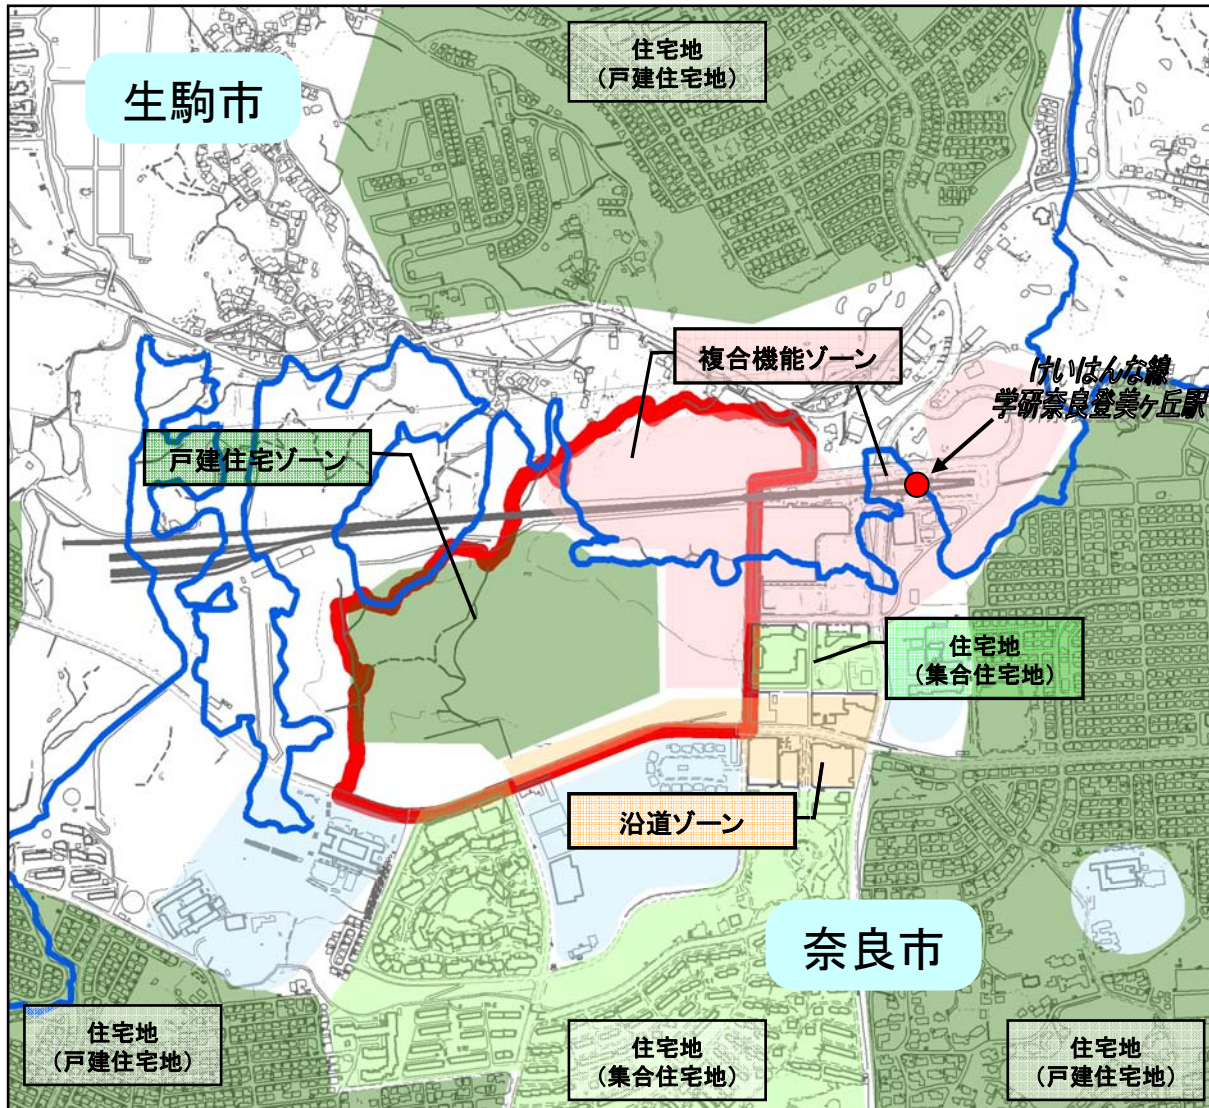 住宅地
(戸建住宅地)
生駒市
複合機能ゾーン
けいはんな線
学研奈良登美ヶ丘駅
戸建住宅ゾーン
住宅地
(集合住宅地)
沿道ゾーン
奈良市
住宅地
(戸建住宅地)
住宅地
(集合住宅地)
住宅地
(戸建住宅地)